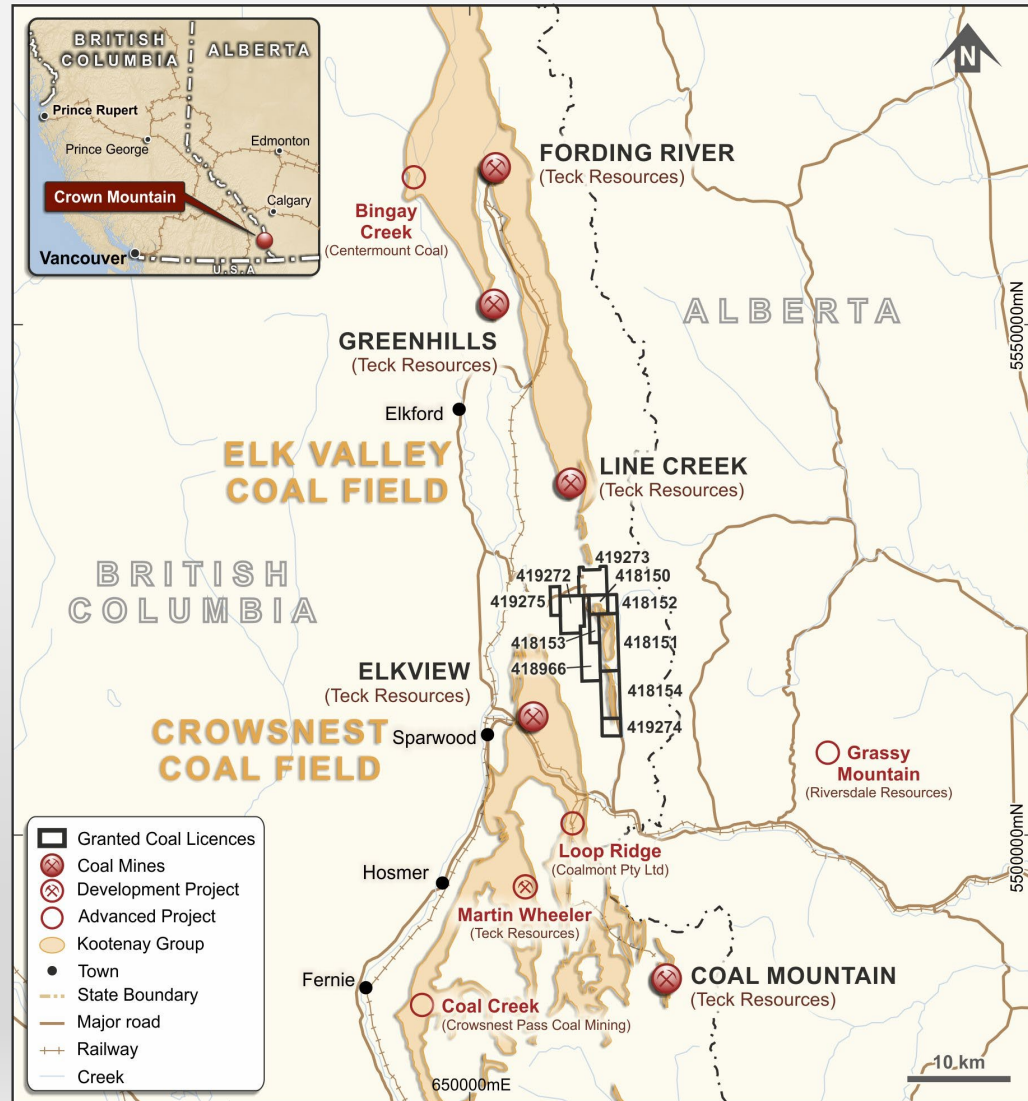 BRITISH
COLUMBIA
ALBERTA
Prince Rupert
Prince George
Edmonton
Crown Mountain
Calgary
Vancouver
U.S.A
N
FORDING RIVER
(Teck Resources)
Bingay
Creek
(Centermount Coal)
ALBERTA
5550000mN
GREENHILLS
(Teck Resources)
Elkford
ELK VALLEY
COAL FIELD
LINE CREEK
(Teck Resources)
BRITISH
COLUMBIA
419273
419272
418150
419275
418152
418153
418151
418966
418154
419274
ELKVIEW
(Teck Resources)
CROWSNEST
COAL FIELD
Sparwood
Grassy
Mountain
(Riversdale Resources)
5500000mN
Loop Ridge
(Coalmont Pty Ltd)
Hosmer
Martin Wheeler
(Teck Resources)
Fernie
COAL MOUNTAIN
(Teck Resources)
Coal Creek
(Crowsnest Pass Coal Mining)
650000mE
10 km
Granted Coal Licences
Coal Mines
Development Project
Advanced Project
Kootenay Group
Town
State Boundary
Major road
Railway
Creek